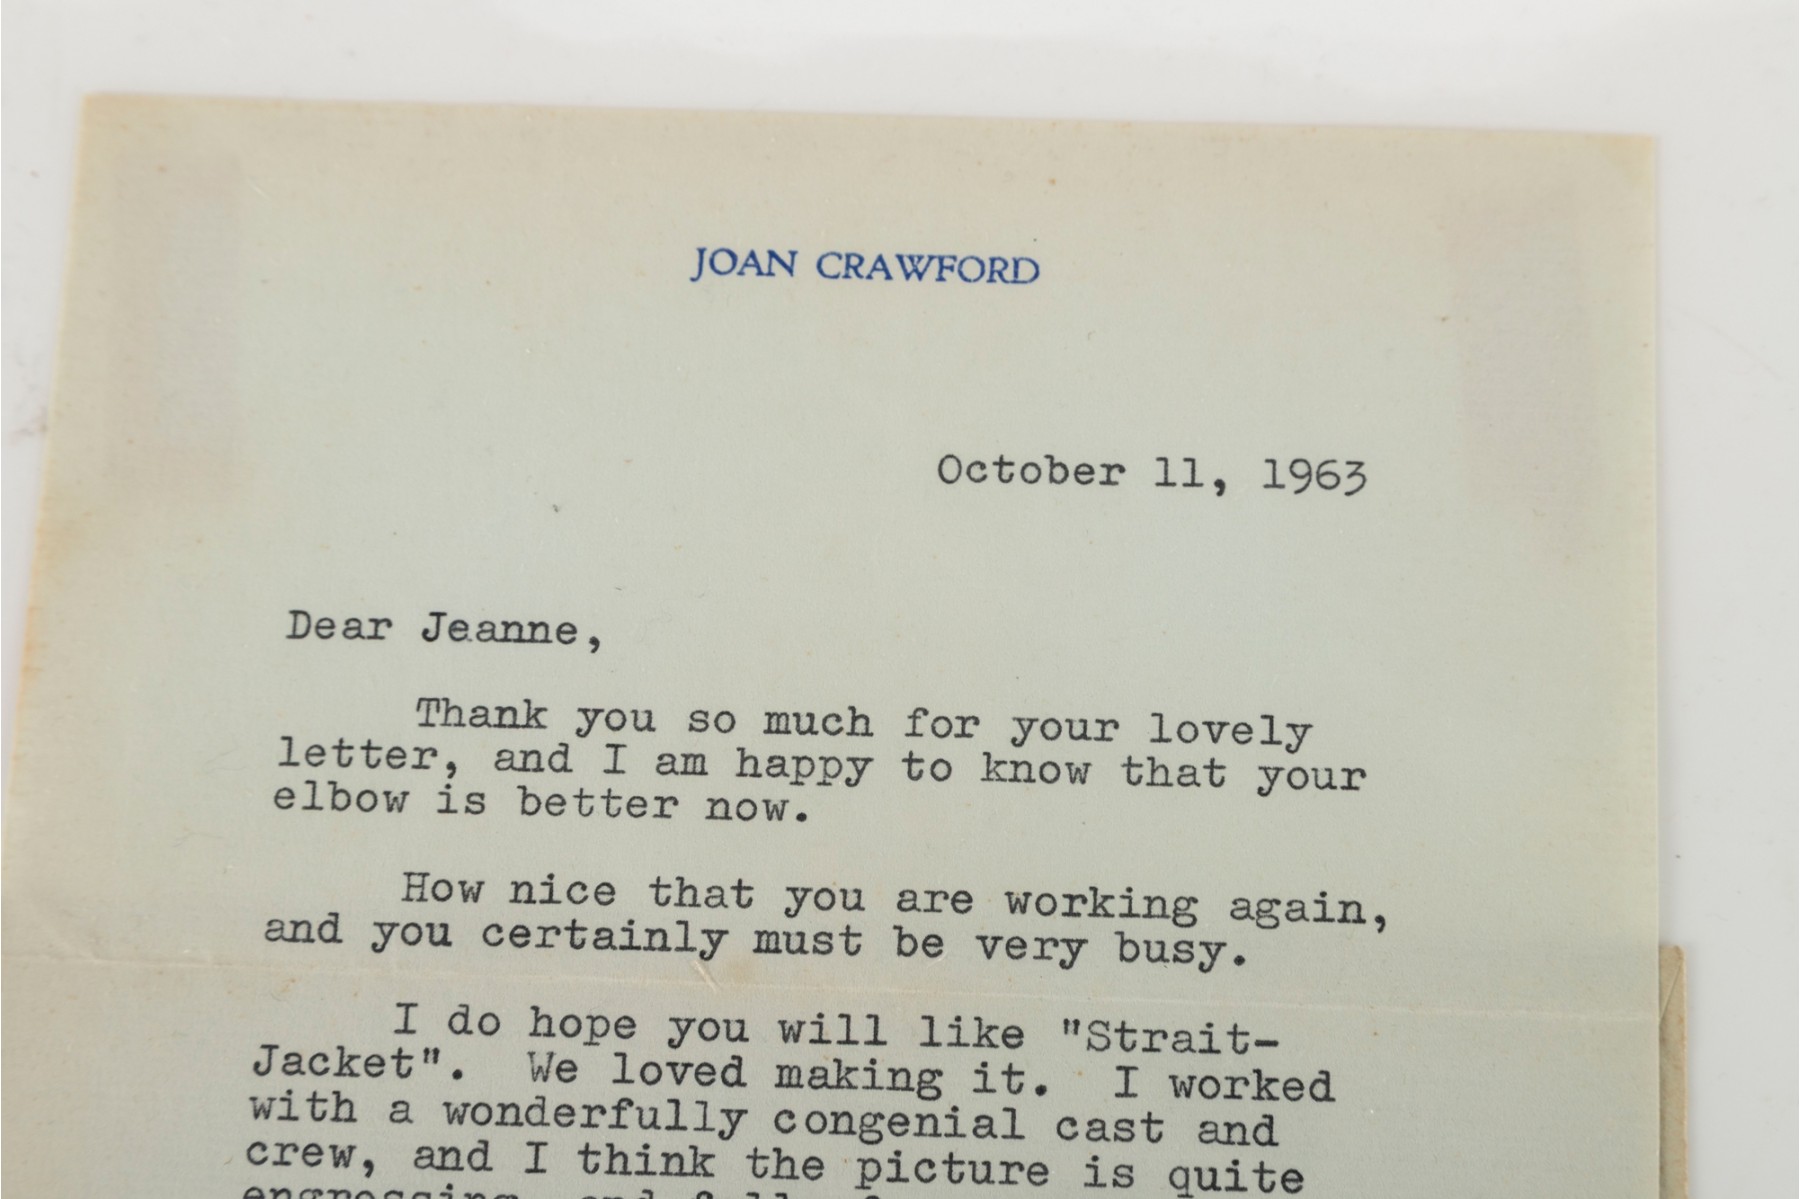 JOAN CRAWFORD
October 11, 1963
Dear Jeanne,
Thank you so much for your lovely
letter, and I am happy to know that your
elbow is better now.
How nice that you are working again,
and you certainly must be very busy.
I do hope you will like "Strait-
Jacket". We loved making it. I worked
with a wonderfully congenial cast and
crew, and I think the picture is quite
engrossing, and full